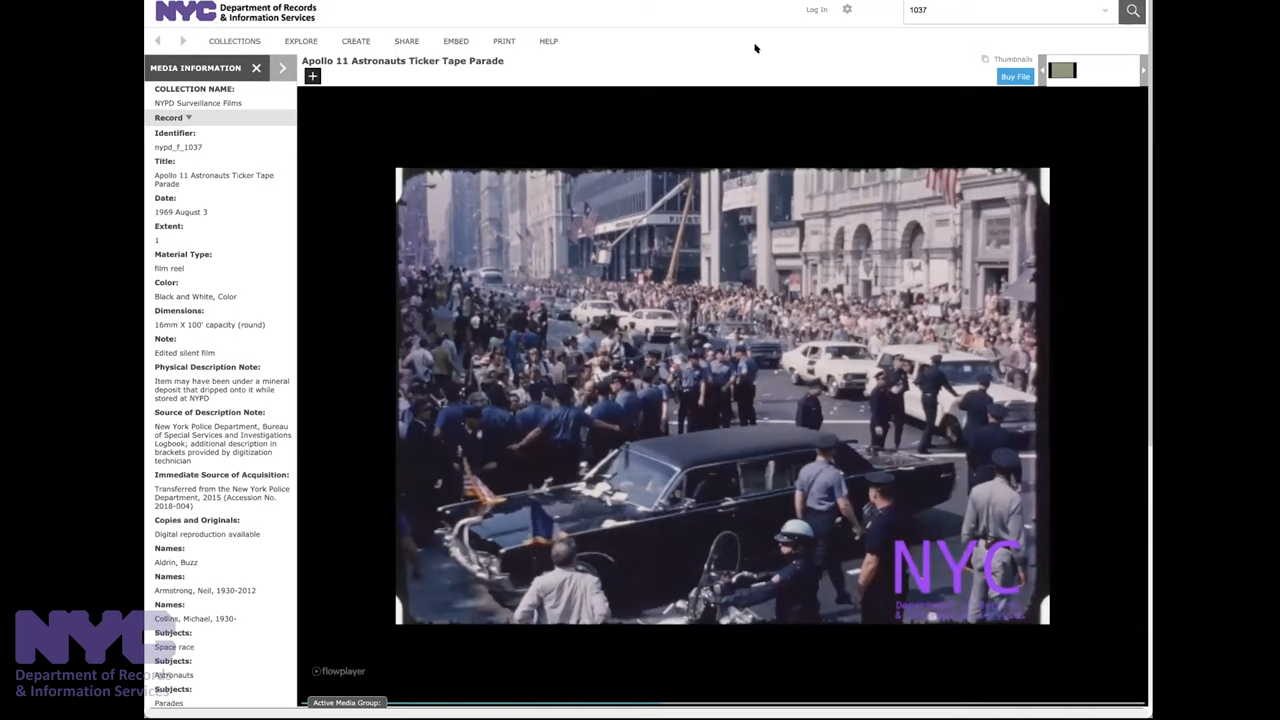 NYC
Department of Records
& Information Services
Log In
1037
COLLECTIONS
EXPLORE
CREATE
SHARE
EMBED
PRINT
HELP
MEDIA INFORMATION
Apollo 11 Astronauts Ticker Tape Parade
Thumbnails
Buy File
COLLECTION NAME:
NYPD Surveillance Films
Record
Identifier:
nypd_f_1037
Title:
Apollo 11 Astronauts Ticker Tape
Parade
Date:
1969 August 3
Extent:
1
Material Type:
film reel
Color:
Black and White, Color
Dimensions:
16mm X 100' capacity (round)
Note:
Edited silent film
Physical Description Note:
Item may have been under a mineral
deposit that dripped onto it while
stored at NYPD
Source of Description Note:
New York Police Department, Bureau
of Special Services and Investigations
Logbook; additional description in
brackets provided by digitization
technician
Immediate Source of Acquisition:
Transferred from the New York Police
Department, 2015 (Accession No.
2018-004)
Copies and Originals:
Digital reproduction available
Names:
Aldrin, Buzz
Names:
Armstrong, Neil, 1930-2012
Names:
Collins, Michael, 1930-
Subjects:
Space race
Subjects:
Astronauts
Subjects:
Parades
NYC
flowplayer
Active Media Group:
NYC
Department of Records
& Information Services